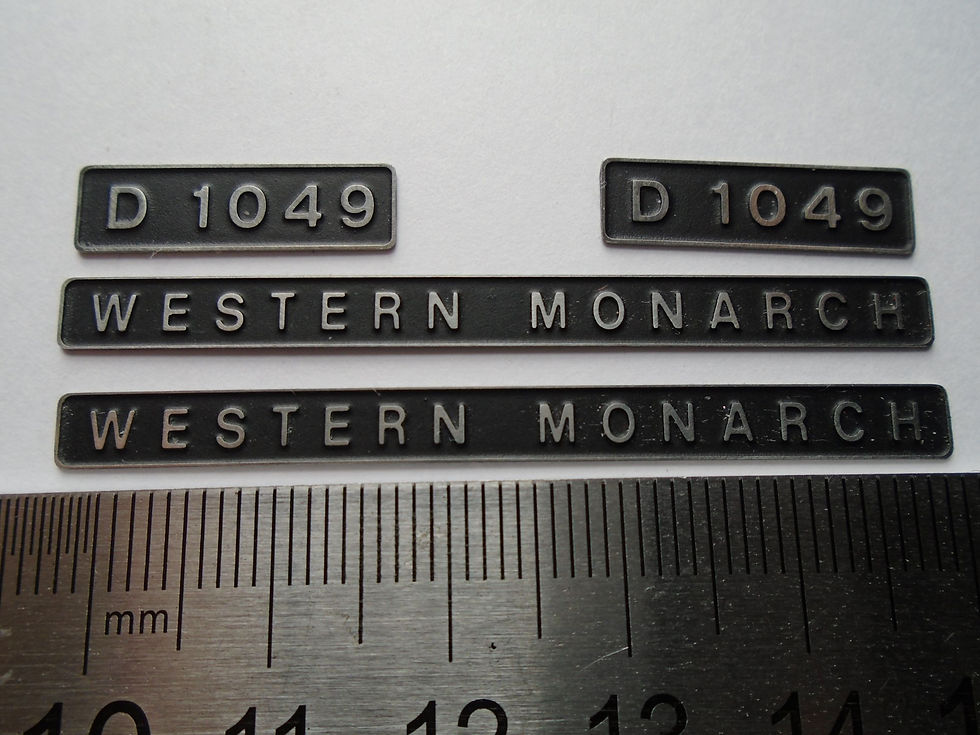 D 1049
D 1049
WESTERN MONARCH
WESTERN MONARCH
mm
10 11 12 13 14